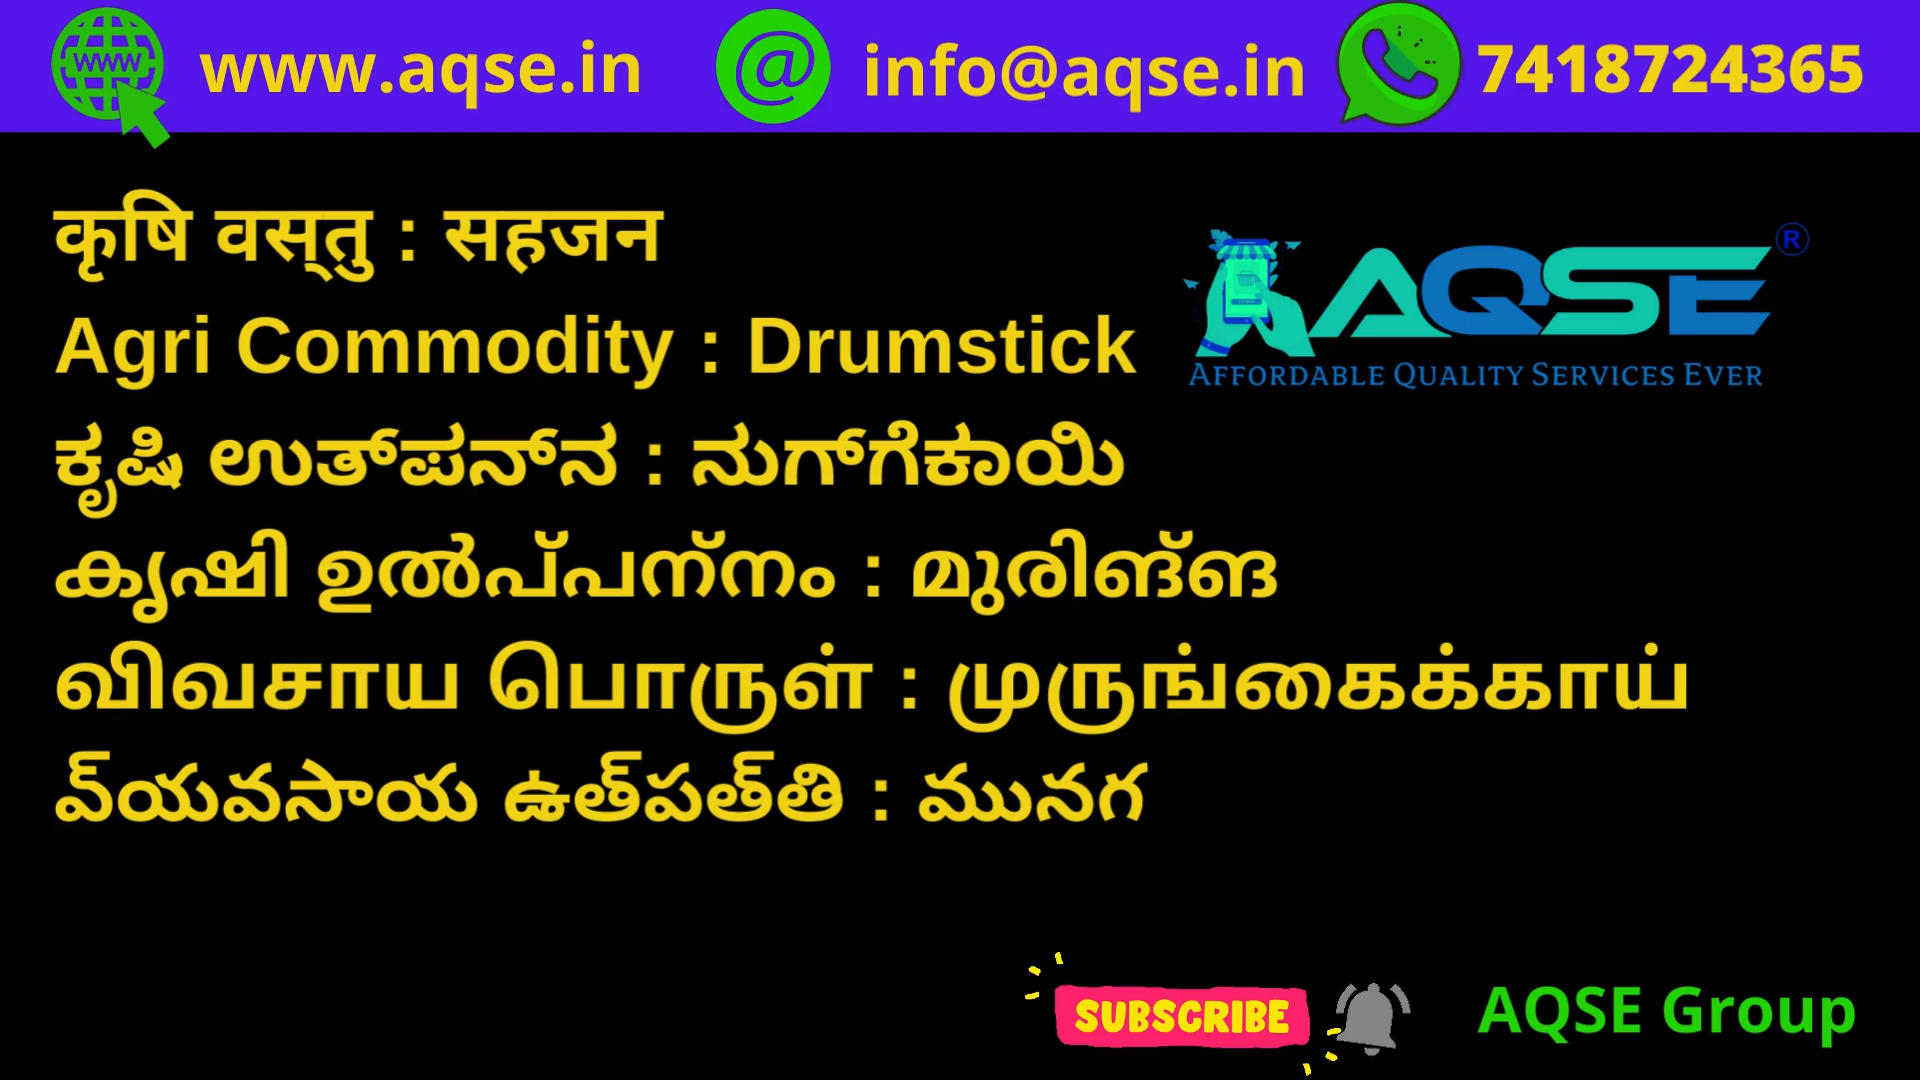 www.aqse.in info@aqse.in 7418724365
WWW @
कृषि वस्‌तु : सहजन
AQSE ®
Agri Commodity : Drumstick
AFFORDABLE QUALITY SERVICES EVER
ಕೃಷಿ ಉತ್‌ಪನ್‌ನ : ನುಗ್‌ಗೆಕಾಯಿ
കൃഷി ഉൽപ്‌പന്‌നം : മുരിങ്‌ങ
விவசாய பொருள் : முருங்கைக்காய்
వ్‌యవసాయ ఉత్‌పత్‌తి : మునగ
SUBSCRIBE AQSE Group